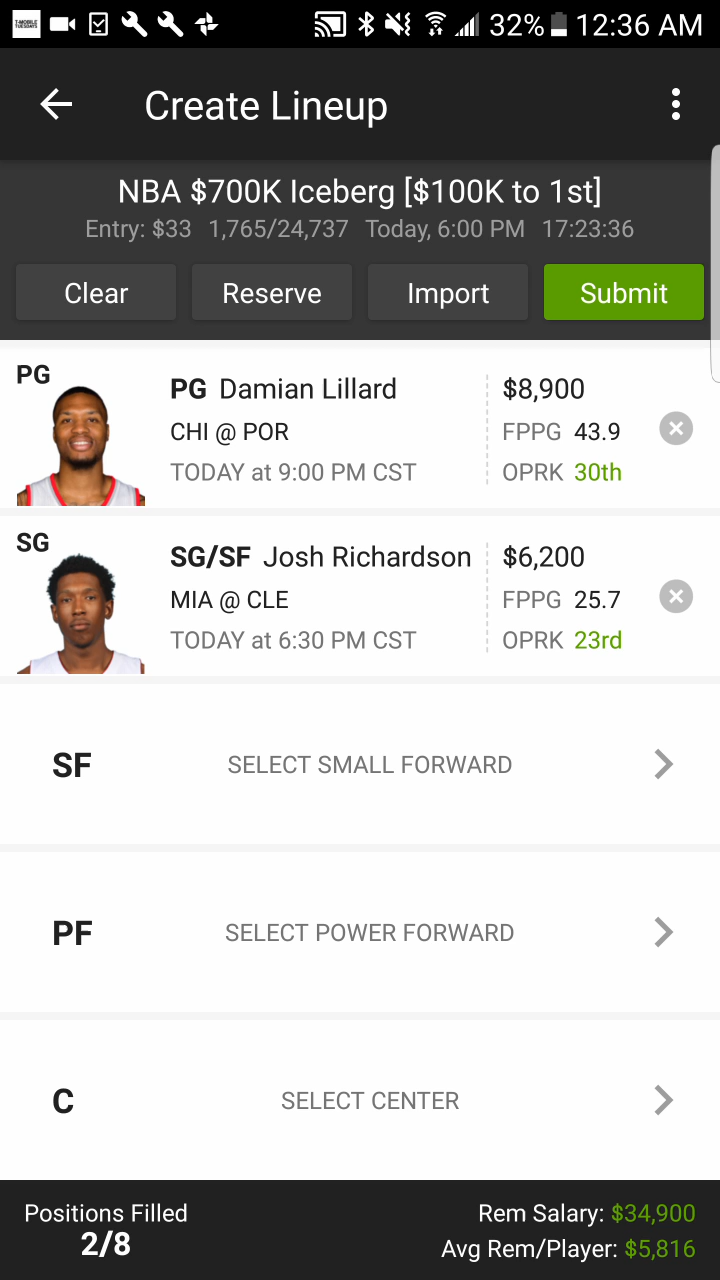 T-MOBILE
TUESDAYS
32% 12:36 AM
Create Lineup
NBA $700K Iceberg [$100K to 1st]
Entry: $33 1,765/24,737 Today, 6:00 PM 17:23:36
Clear Reserve Import Submit
PG
PG Damian Lillard $8,900
CHI @ POR FPPG 43.9
TODAY at 9:00 PM CST OPRK 30th
SG
SG/SF Josh Richardson $6,200
MIA @ CLE FPPG 25.7
TODAY at 6:30 PM CST OPRK 23rd
SF SELECT SMALL FORWARD
PF SELECT POWER FORWARD
C SELECT CENTER
Positions Filled Rem Salary: $34,900
2/8 Avg Rem/Player: $5,816